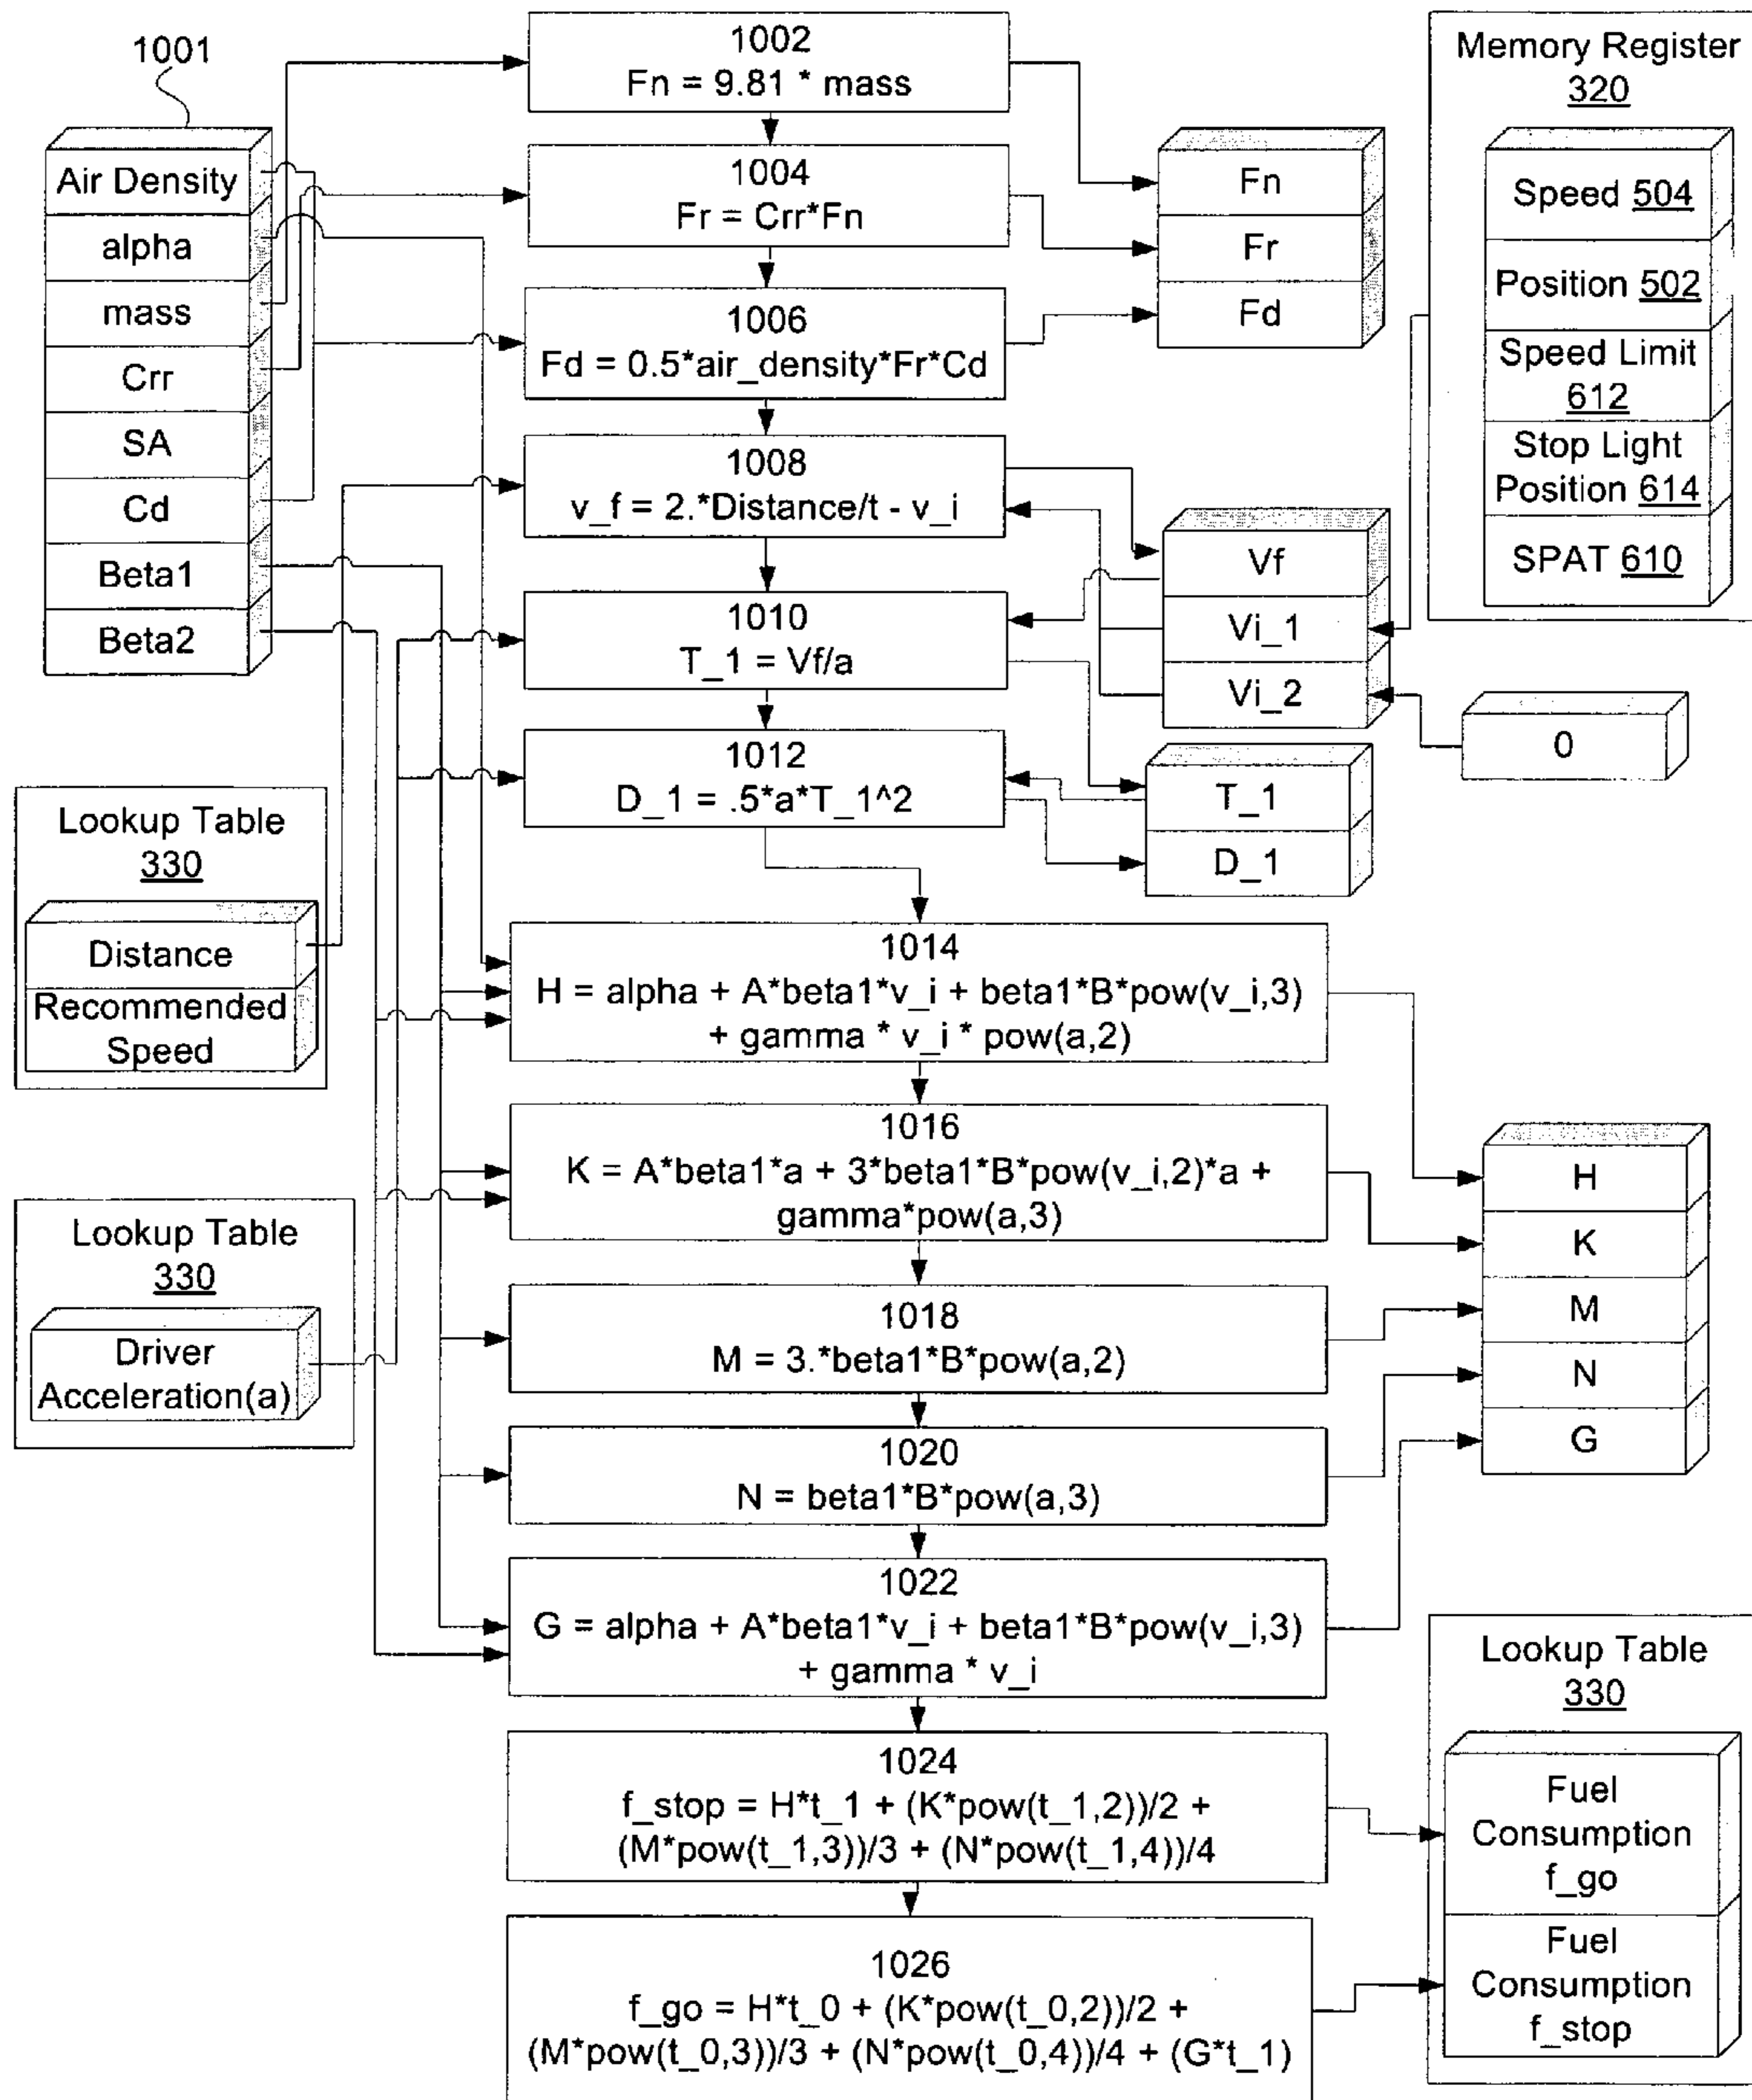 1001
Air Density
alpha
mass
Crr
SA
Cd
Beta1
Beta2
Lookup Table
330
Distance
Recommended
Speed
Lookup Table
330
Driver
Acceleration(a)
1002
Fn = 9.81 * mass
1004
Fr = Crr*Fn
1006
Fd = 0.5*air_density*Fr*Cd
1008
v_f = 2.*Distance/t - v_i
1010
T_1 = Vf/a
1012
D_1 = .5*a*T_1^2
1014
H = alpha + A*beta1*v_i + beta1*B*pow(v_i,3)
+ gamma * v_i * pow(a,2)
1016
K = A*beta1*a + 3*beta1*B*pow(v_i,2)*a +
gamma*pow(a,3)
1018
M = 3.*beta1*B*pow(a,2)
1020
N = beta1*B*pow(a,3)
1022
G = alpha + A*beta1*v_i + beta1*B*pow(v_i,3)
+ gamma * v_i
1024
f_stop = H*t_1 + (K*pow(t_1,2))/2 +
(M*pow(t_1,3))/3 + (N*pow(t_1,4))/4
1026
f_go = H*t_0 + (K*pow(t_0,2))/2 +
(M*pow(t_0,3))/3 + (N*pow(t_0,4))/4 + (G*t_1)
Fn
Fr
Fd
Vf
Vi_1
Vi_2
0
T_1
D_1
Memory Register
320
Speed 504
Position 502
Speed Limit
612
Stop Light
Position 614
SPAT 610
H
K
M
N
G
Lookup Table
330
Fuel
Consumption
f_go
Fuel
Consumption
f_stop